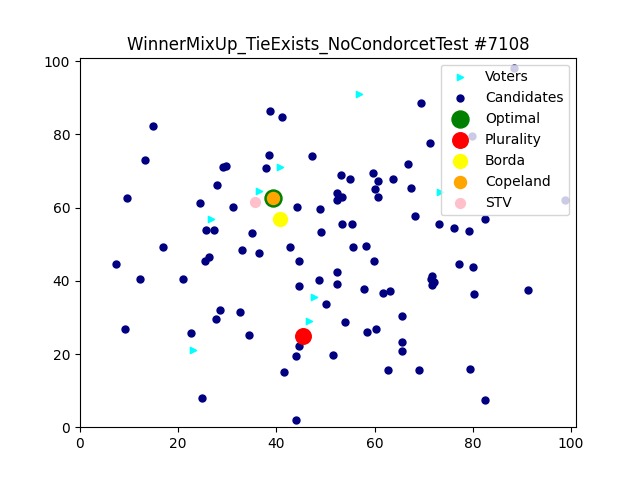 WinnerMixUp_TieExists_NoCondorcetTest #7108
100
80
60
40
20
0
0 20 40 60 80 100
Voters
Candidates
Optimal
Plurality
Borda
Copeland
STV